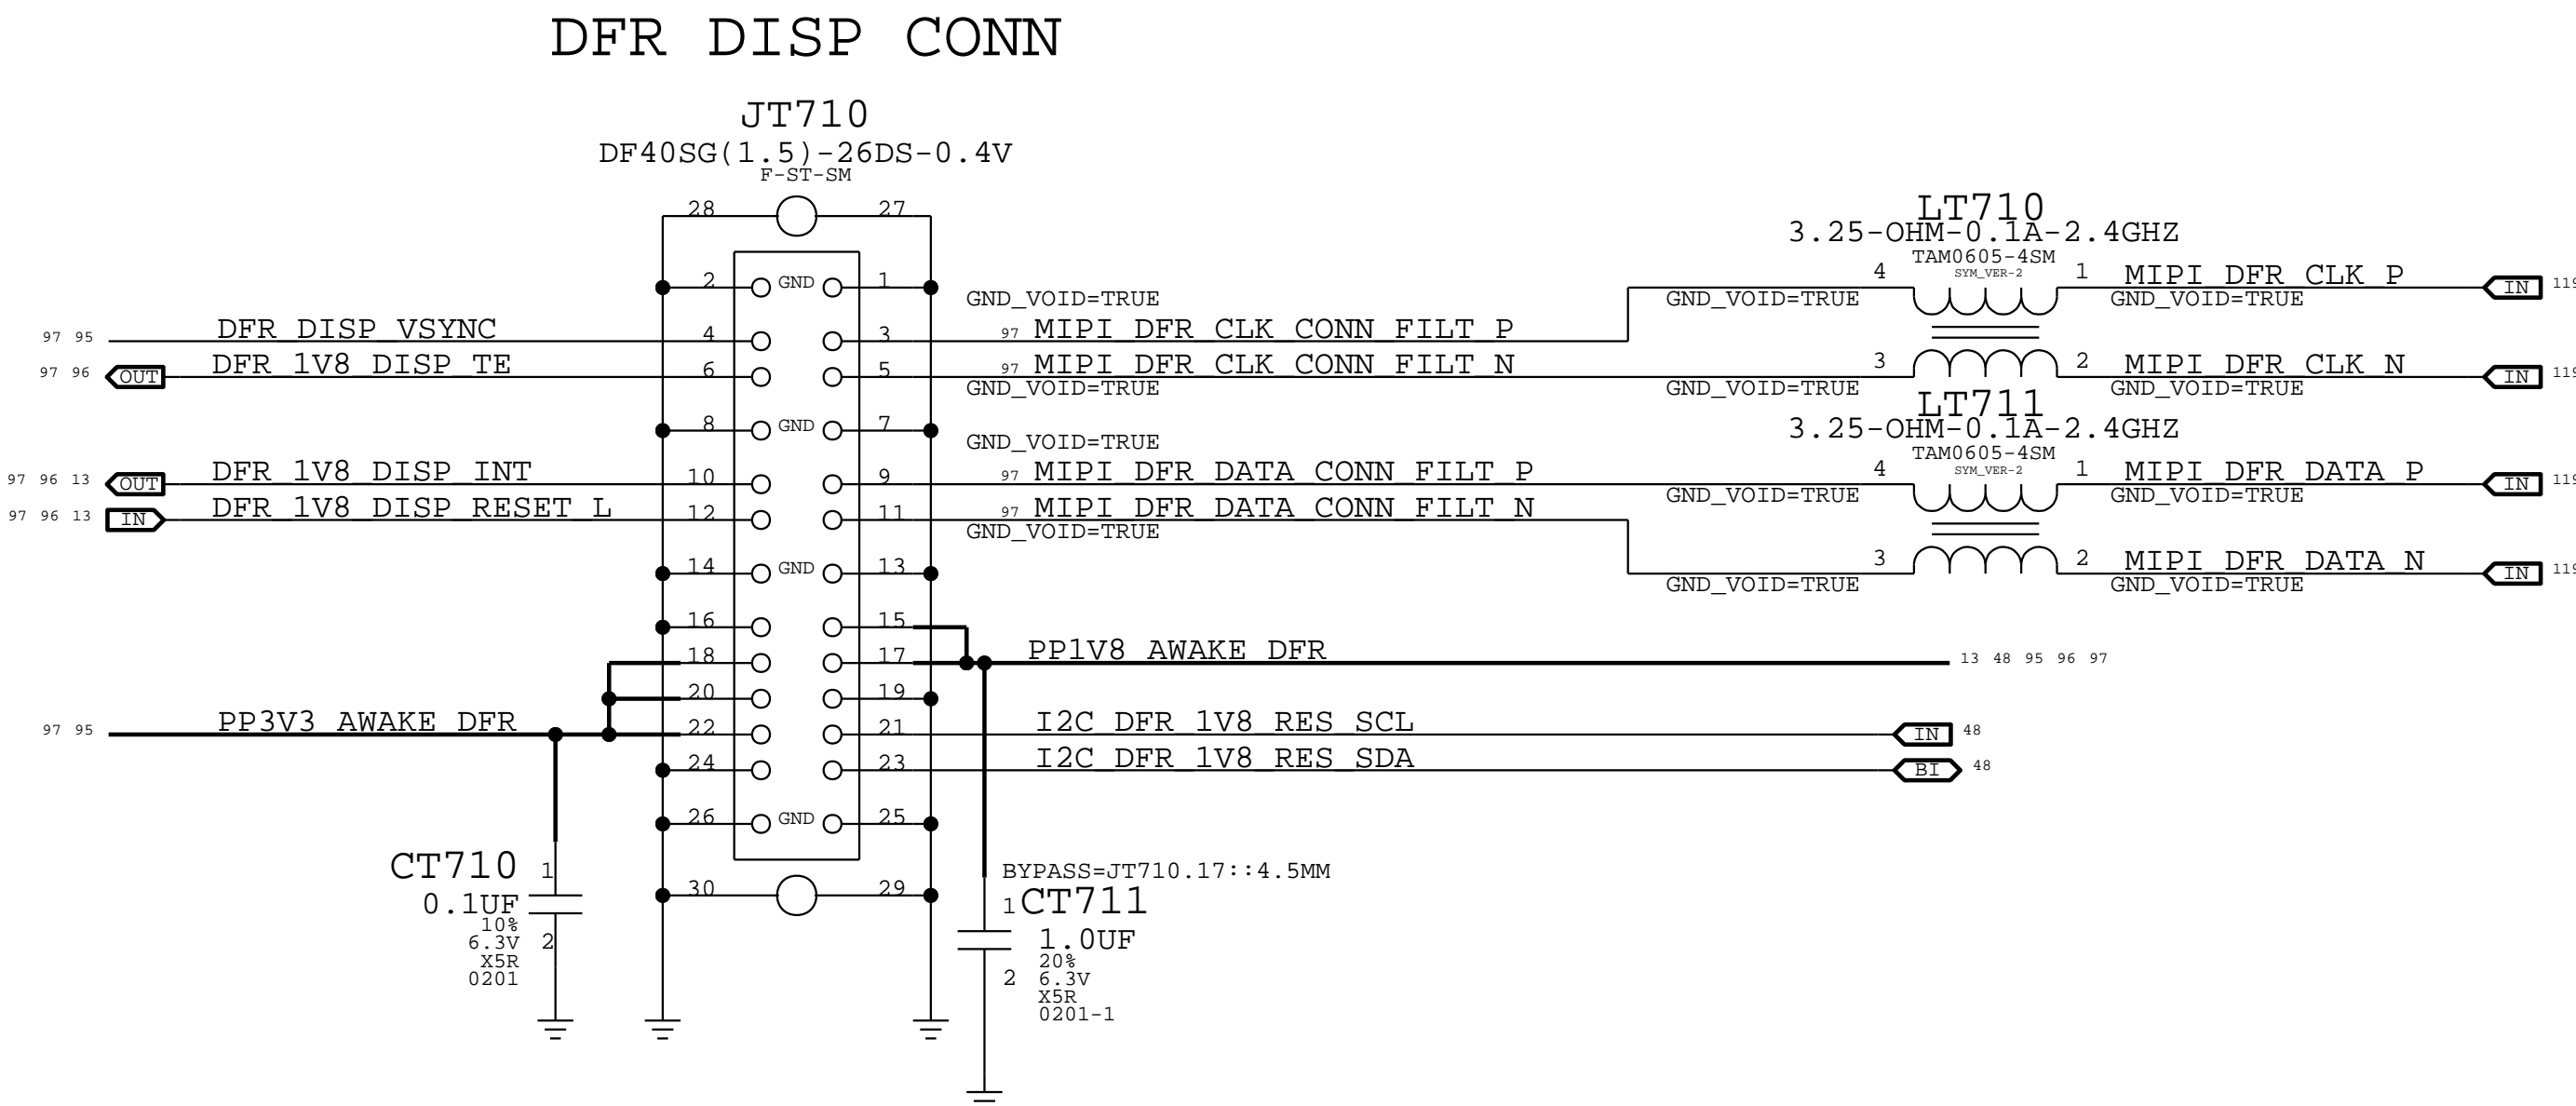 DFR DISP CONN
JT710
DF40SG(1.5)-26DS-0.4V
F-ST-SM
28 27
2 GND 1
97 95 DFR_DISP_VSYNC 4 3
97 96 OUT DFR_1V8_DISP_TE 6 5
8 GND 7
97 96 13 OUT DFR_1V8_DISP_INT 10 9
97 96 13 IN DFR_1V8_DISP_RESET_L 12 11
14 GND 13
16 15
18 17
20 19
97 95 PP3V3_AWAKE_DFR 22 21
24 23
26 GND 25
30 29
GND_VOID=TRUE
97 MIPI_DFR_CLK_CONN_FILT_P
97 MIPI_DFR_CLK_CONN_FILT_N
GND_VOID=TRUE
GND_VOID=TRUE
97 MIPI_DFR_DATA_CONN_FILT_P
97 MIPI_DFR_DATA_CONN_FILT_N
GND_VOID=TRUE
PP1V8_AWAKE_DFR 13 48 95 96 97
I2C_DFR_1V8_RES_SCL IN 48
I2C_DFR_1V8_RES_SDA BI 48
LT710
3.25-OHM-0.1A-2.4GHZ
TAM0605-4SM
SYM_VER-2
4 1 MIPI_DFR_CLK_P IN 119
GND_VOID=TRUE GND_VOID=TRUE
3 2 MIPI_DFR_CLK_N IN 119
GND_VOID=TRUE GND_VOID=TRUE
LT711
3.25-OHM-0.1A-2.4GHZ
TAM0605-4SM
SYM_VER-2
4 1 MIPI_DFR_DATA_P IN 119
GND_VOID=TRUE GND_VOID=TRUE
3 2 MIPI_DFR_DATA_N IN 119
GND_VOID=TRUE GND_VOID=TRUE
CT710 1
0.1UF
10%
6.3V 2
X5R
0201
BYPASS=JT710.17::4.5MM
1 CT711
1.0UF
20%
2 6.3V
X5R
0201-1